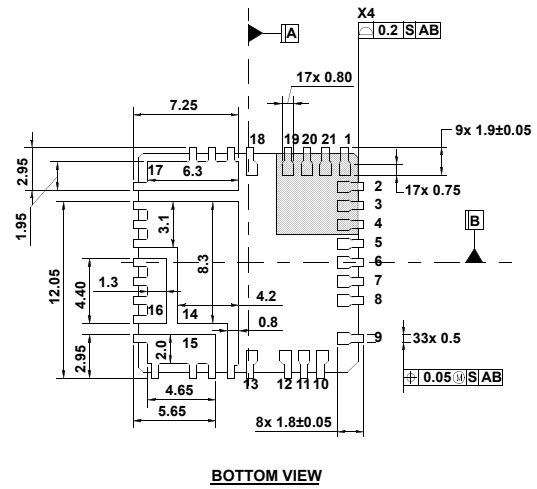 X4
A
⌓ 0.2 S AB
17x 0.80
7.25
18 19 20 21 1
9x 1.9±0.05
17
6.3
2.95
1.95
17x 0.75
2
3
3.1
4
B
5
8.3
6
12.05
4.40
1.3
7
4.2
8
16
14
0.8
15
2.0
2.95
9
33x 0.5
13 12 11 10
⌖ 0.05 Ⓜ S AB
4.65
5.65
8x 1.8±0.05
BOTTOM VIEW